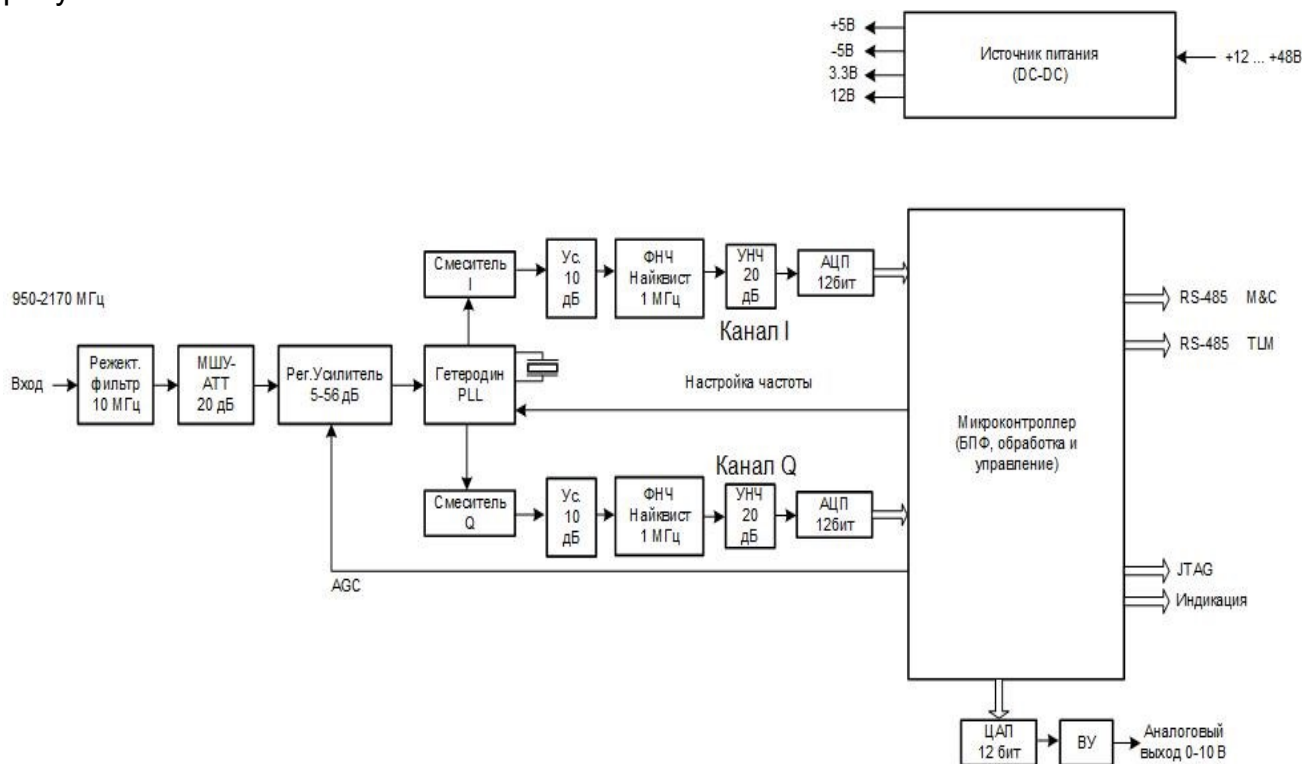 +5В
-5В
3.3В
12В
Источник питания
(DC-DC)
+12 ... +48В
950-2170 МГц
Вход
Режект.
фильтр
10 МГц
МШУ-
АТТ
20 дБ
Рег.Усилитель
5-56 дБ
Смеситель
I
Гетеродин
PLL
Смеситель
Q
Ус.
10
дБ
ФНЧ
Найквист
1 МГц
УНЧ
20
дБ
АЦП
12бит
Канал I
Настройка частоты
Канал Q
Ус.
10
дБ
ФНЧ
Найквист
1 МГц
УНЧ
20
дБ
АЦП
12бит
AGC
Микроконтроллер
(БПФ, обработка и
управление)
RS-485 M&C
RS-485 TLM
JTAG
Индикация
ЦАП
12 бит
ВУ
Аналоговый
выход 0-10 В